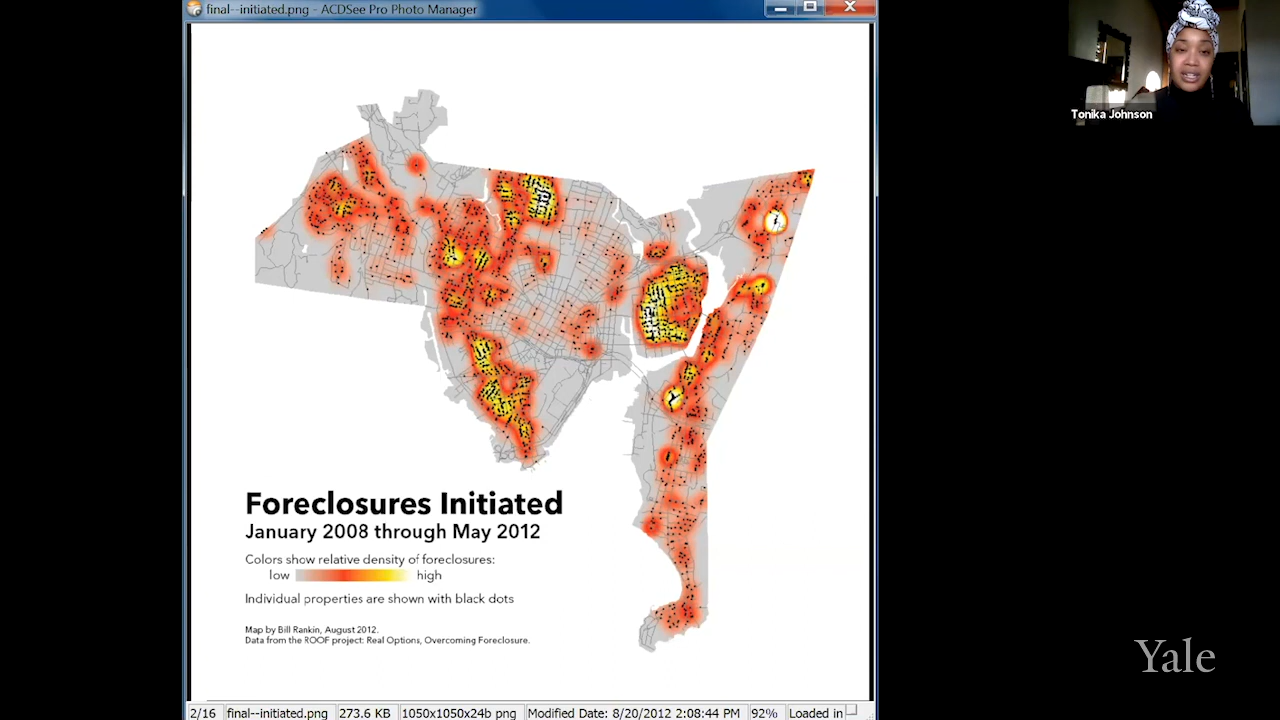 final--initiated.png - ACDSee Pro Photo Manager
Tonika Johnson
Foreclosures Initiated
January 2008 through May 2012
Colors show relative density of foreclosures:
low high
Individual properties are shown with black dots
Map by Bill Rankin, August 2012.
Data from the ROOF project: Real Options, Overcoming Foreclosure.
Yale
2/16 final--initiated.png 273.6 KB 1050x1050x24b png Modified Date: 8/20/2012 2:08:44 PM 92% Loaded in